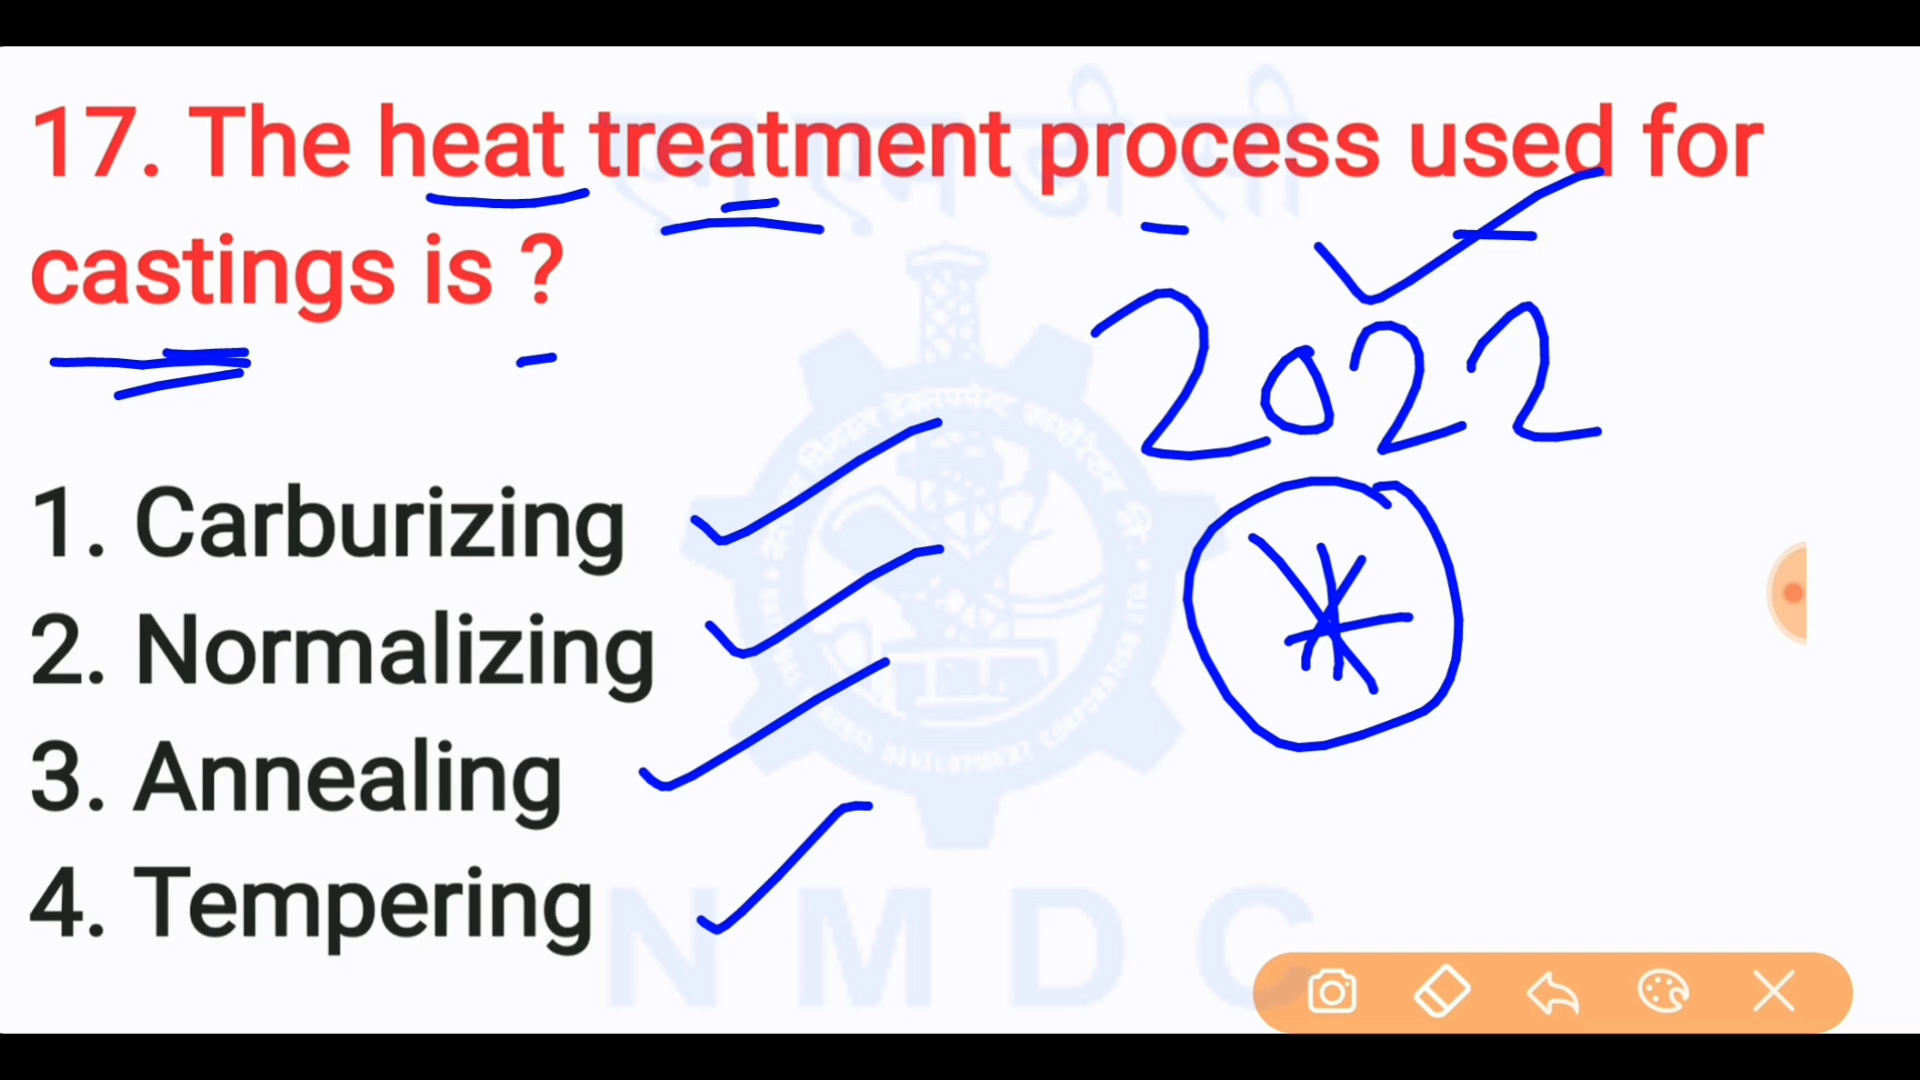 17. The heat treatment process used for
castings is ?
2022
1. Carburizing
2. Normalizing
3. Annealing
4. Tempering
NMDC